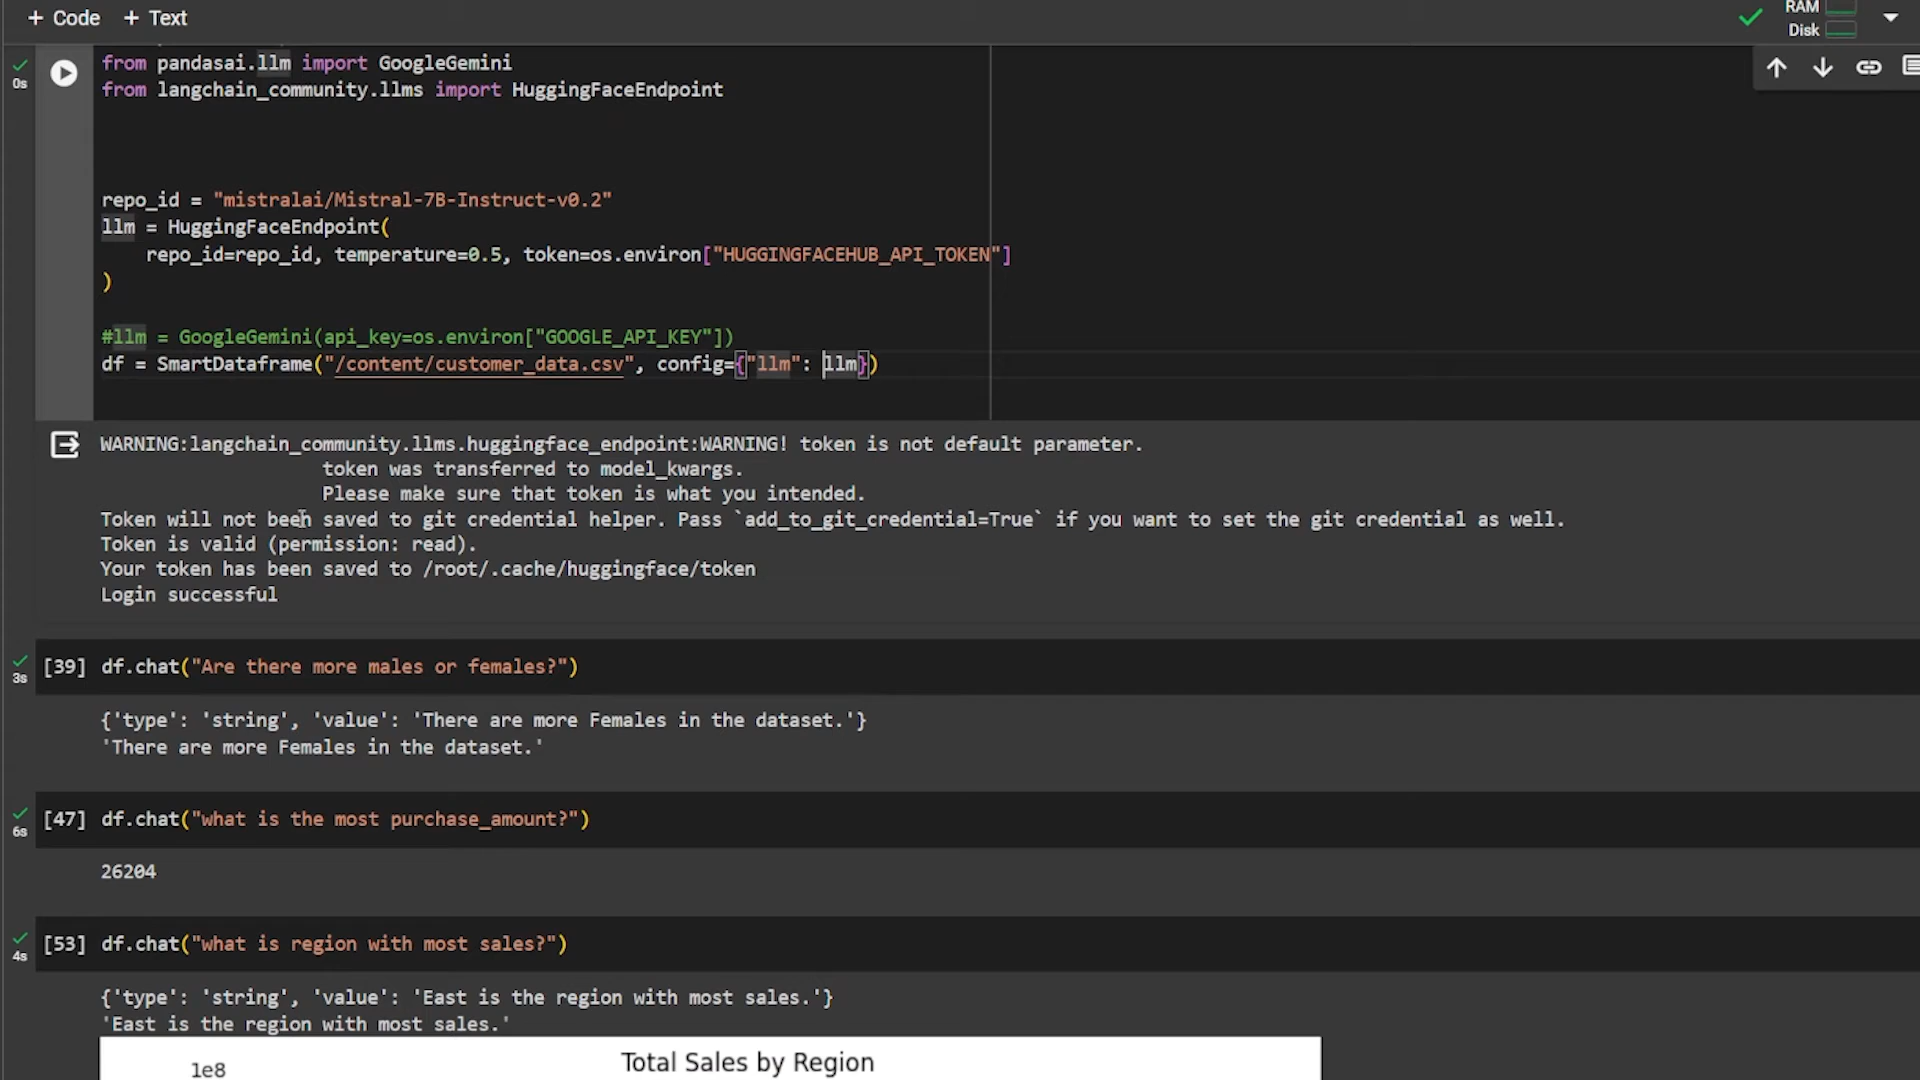 + Code + Text
RAM
Disk
0s
from pandasai.llm import GoogleGemini
from langchain_community.llms import HuggingFaceEndpoint
repo_id = "mistralai/Mistral-7B-Instruct-v0.2"
llm = HuggingFaceEndpoint(
    repo_id=repo_id, temperature=0.5, token=os.environ["HUGGINGFACEHUB_API_TOKEN"]
)
#llm = GoogleGemini(api_key=os.environ["GOOGLE_API_KEY"])
df = SmartDataframe("/content/customer_data.csv", config={"llm": llm})
WARNING:langchain_community.llms.huggingface_endpoint:WARNING! token is not default parameter.
                    token was transferred to model_kwargs.
                    Please make sure that token is what you intended.
Token will not been saved to git credential helper. Pass `add_to_git_credential=True` if you want to set the git credential as well.
Token is valid (permission: read).
Your token has been saved to /root/.cache/huggingface/token
Login successful
3s
[39] df.chat("Are there more males or females?")
{'type': 'string', 'value': 'There are more Females in the dataset.'}
'There are more Females in the dataset.'
6s
[47] df.chat("what is the most purchase_amount?")
26204
4s
[53] df.chat("what is region with most sales?")
{'type': 'string', 'value': 'East is the region with most sales.'}
'East is the region with most sales.'
1e8 Total Sales by Region